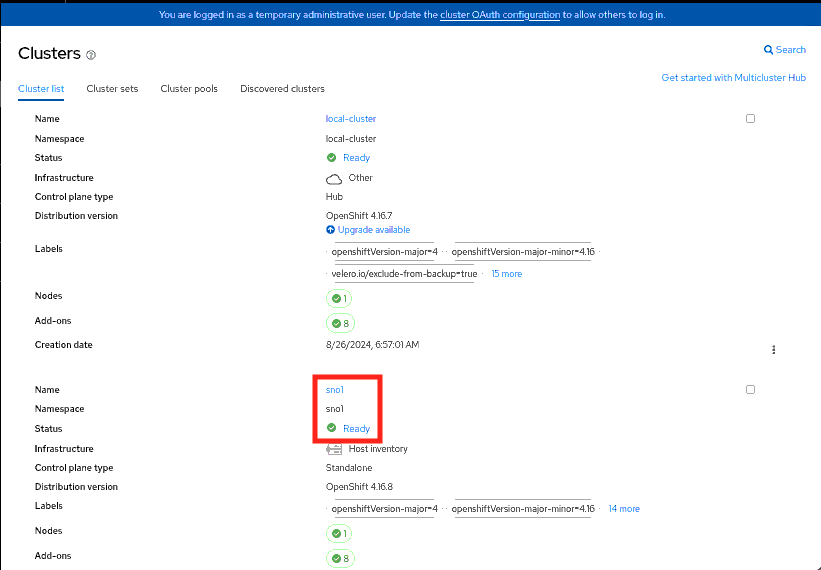 You are logged in as a temporary administrative user. Update the cluster OAuth configuration to allow others to log in.
Clusters
Search
Get started with Multicluster Hub
Cluster list Cluster sets Cluster pools Discovered clusters
Name local-cluster
Namespace local-cluster
Status Ready
Infrastructure Other
Control plane type Hub
Distribution version OpenShift 4.16.7
Upgrade available
Labels openshiftVersion-major=4 openshiftVersion-major-minor=4.16
velero.io/exclude-from-backup=true 15 more
Nodes 1
Add-ons 8
Creation date 8/26/2024, 6:57:01 AM
Name sno1
Namespace sno1
Status Ready
Infrastructure Host inventory
Control plane type Standalone
Distribution version OpenShift 4.16.8
Labels openshiftVersion-major=4 openshiftVersion-major-minor=4.16 14 more
Nodes 1
Add-ons 8